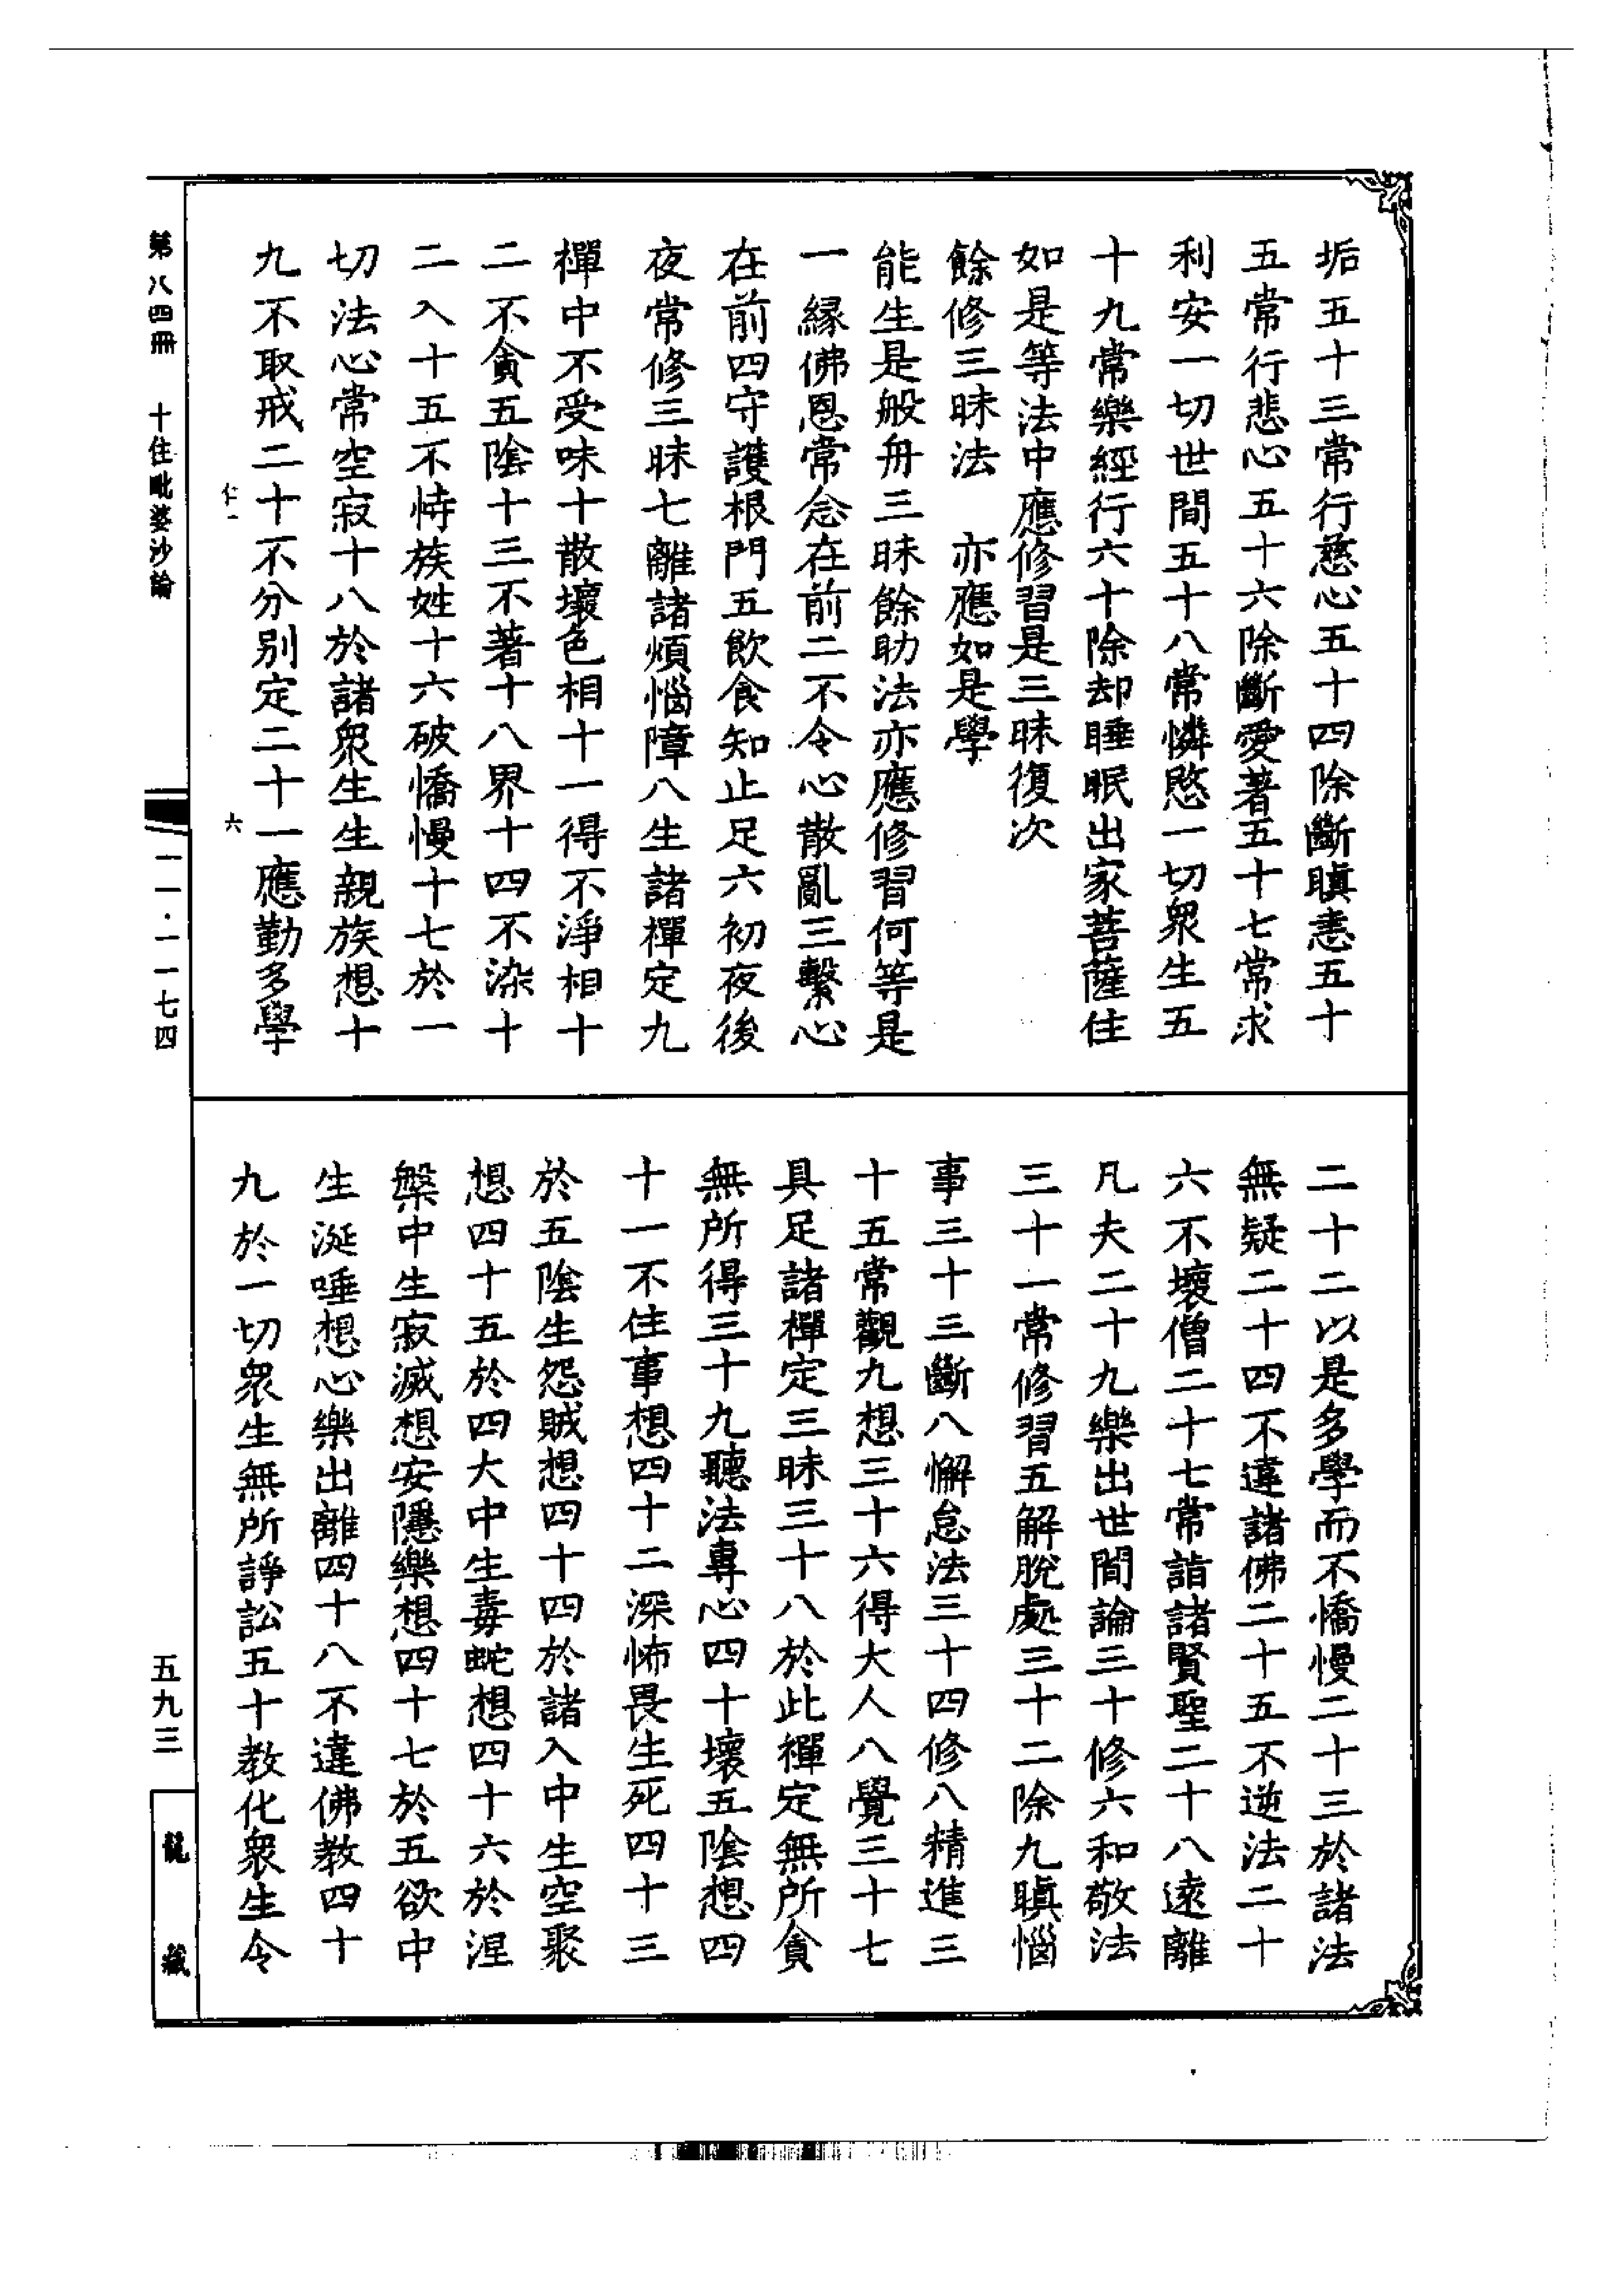 垢五十三常行慈心五十四除斷瞋恚五十
五常行悲心五十六除斷愛著五十七常求
利安一切世間五十八常憐愍一切衆生五
十九常樂經行六十除却睡眠出家菩薩住
如是等法中應修習是三昧復次
餘修三昧法　亦應如是學
能生是般舟三昧餘助法亦應修習何等是
一緣佛恩常念在前二不令心散亂三繫心
在前四守護根門五飲食知止足六初夜後
夜常修三昧七離諸煩惱障八生諸禪定九
禪中不受味十散壞色相十一得不淨相十
二不貪五陰十三不著十八界十四不染十
二入十五不恃族姓十六破憍慢十七於一
切法心常空寂十八於諸衆生生親族想十
九不取戒二十不分別定二十一應勤多學
仁一　六
二十二以是多學而不憍慢二十三於諸法
無疑二十四不違諸佛二十五不逆法二十
六不壞僧二十七常詣諸賢聖二十八遠離
凡夫二十九樂出世間論三十修六和敬法
三十一常修習五解脫處三十二除九瞋惱
事三十三斷八懈怠法三十四修八精進三
十五常觀九想三十六得大人八覺三十七
具足諸禪定三昧三十八於此禪定無所貪
無所得三十九聽法專心四十壞五陰想四
十一不住事想四十二深怖畏生死四十三
於五陰生怨賊想四十四於諸入中生空聚
想四十五於四大中生毒蛇想四十六於涅
槃中生寂滅想安隱樂想四十七於五欲中
生涎唾想心樂出離四十八不違佛教四十
九於一切衆生無所諍訟五十教化衆生令
第八四冊　十住毗婆沙論
一一·一一七四
五九三
龍藏